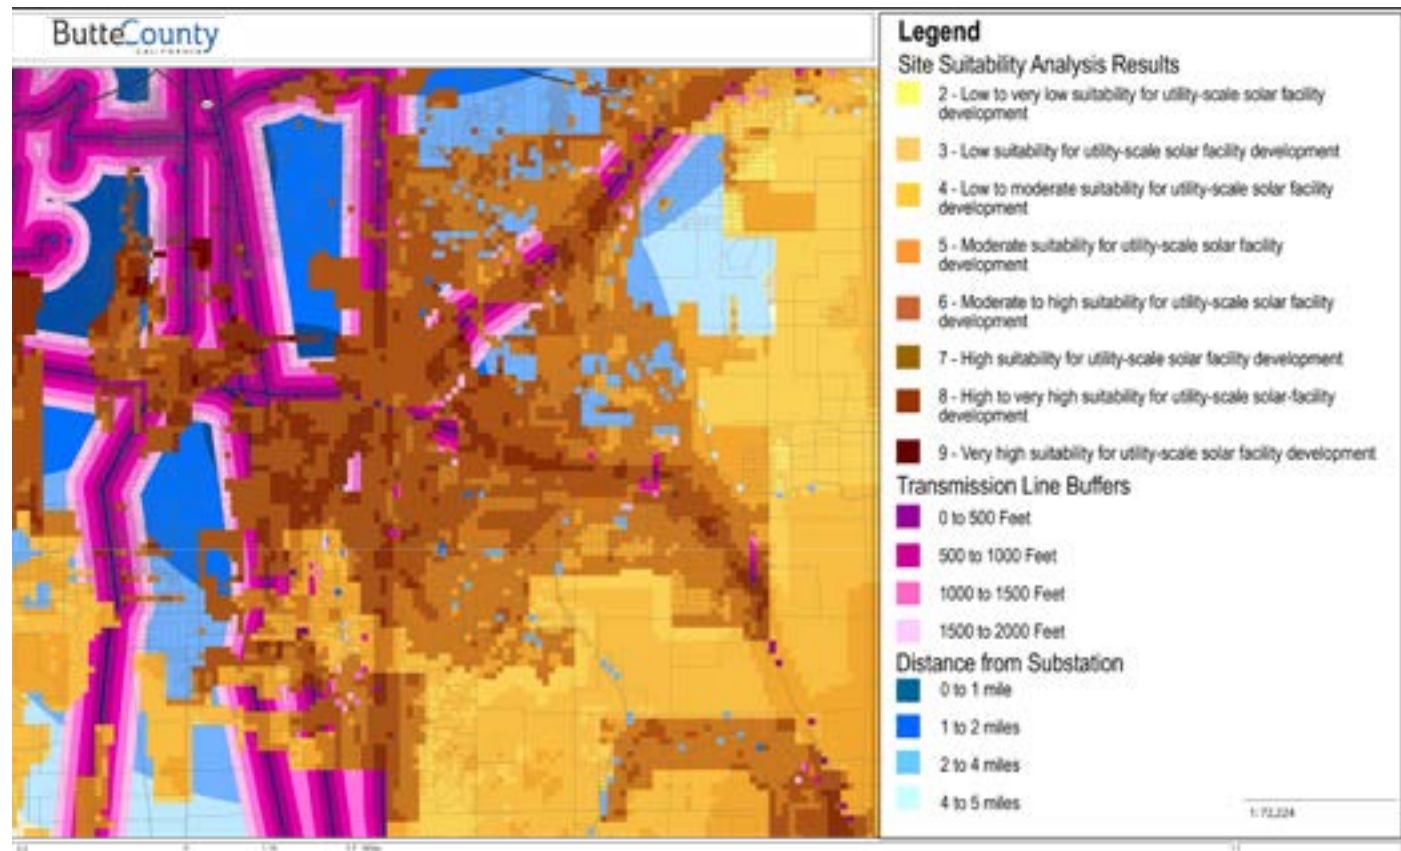 ButteCounty
CALIFORNIA
Legend
Site Suitability Analysis Results
2 - Low to very low suitability for utility-scale solar facility
development
3 - Low suitability for utility-scale solar facility development
4 - Low to moderate suitability for utility-scale solar facility
development
5 - Moderate suitability for utility-scale solar facility
development
6 - Moderate to high suitability for utility-scale solar facility
development
7 - High suitability for utility-scale solar facility development
8 - High to very high suitability for utility-scale solar-facility
development
9 - Very high suitability for utility-scale solar facility development
Transmission Line Buffers
0 to 500 Feet
500 to 1000 Feet
1000 to 1500 Feet
1500 to 2000 Feet
Distance from Substation
0 to 1 mile
1 to 2 miles
2 to 4 miles
4 to 5 miles
1:72,224